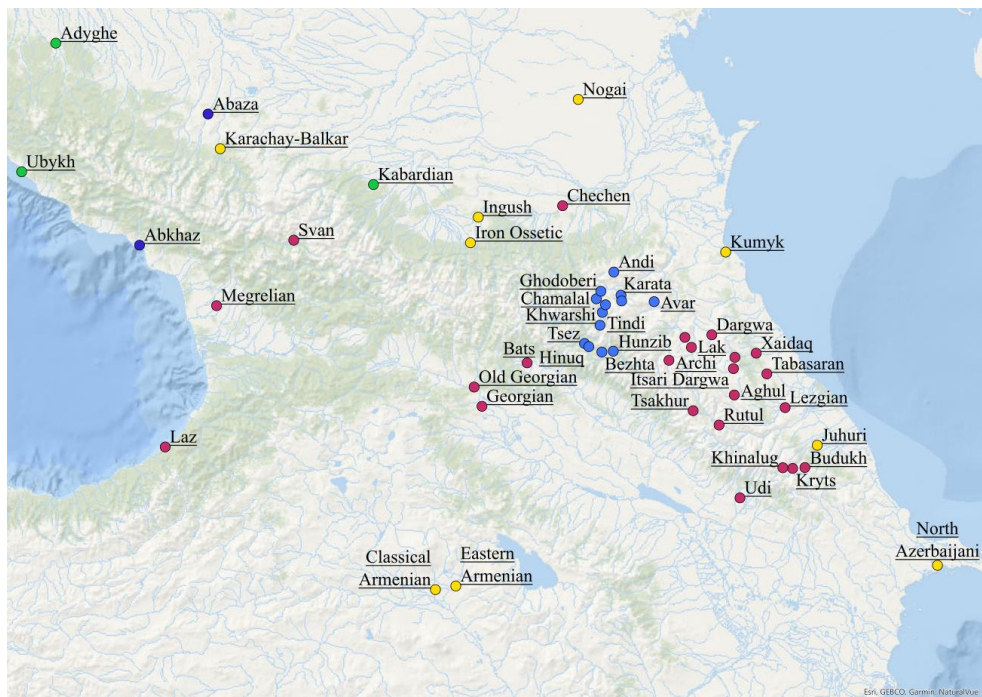 Adyghe
Nogai
Abaza
Karachay-Balkar
Ubykh
Kabardian
Chechen
Ingush
Svan
Iron Ossetic
Abkhaz
Kumyk
Andi
Ghodoberi
Karata
Megrelian
Chamalal
Avar
Khwarshi
Tindi
Dargwa
Tsez
Hunzib
Lak
Xaidaq
Bats
Hinuq
Bezhta
Archi
Tabasaran
Old Georgian
Itsari Dargwa
Aghul
Georgian
Tsakhur
Lezgian
Rutul
Laz
Juhuri
Khinalug
Budukh
Kryts
Udi
North
Azerbaijani
Classical
Armenian
Eastern
Armenian
Esri, GEBCO, Garmin, NaturalVue